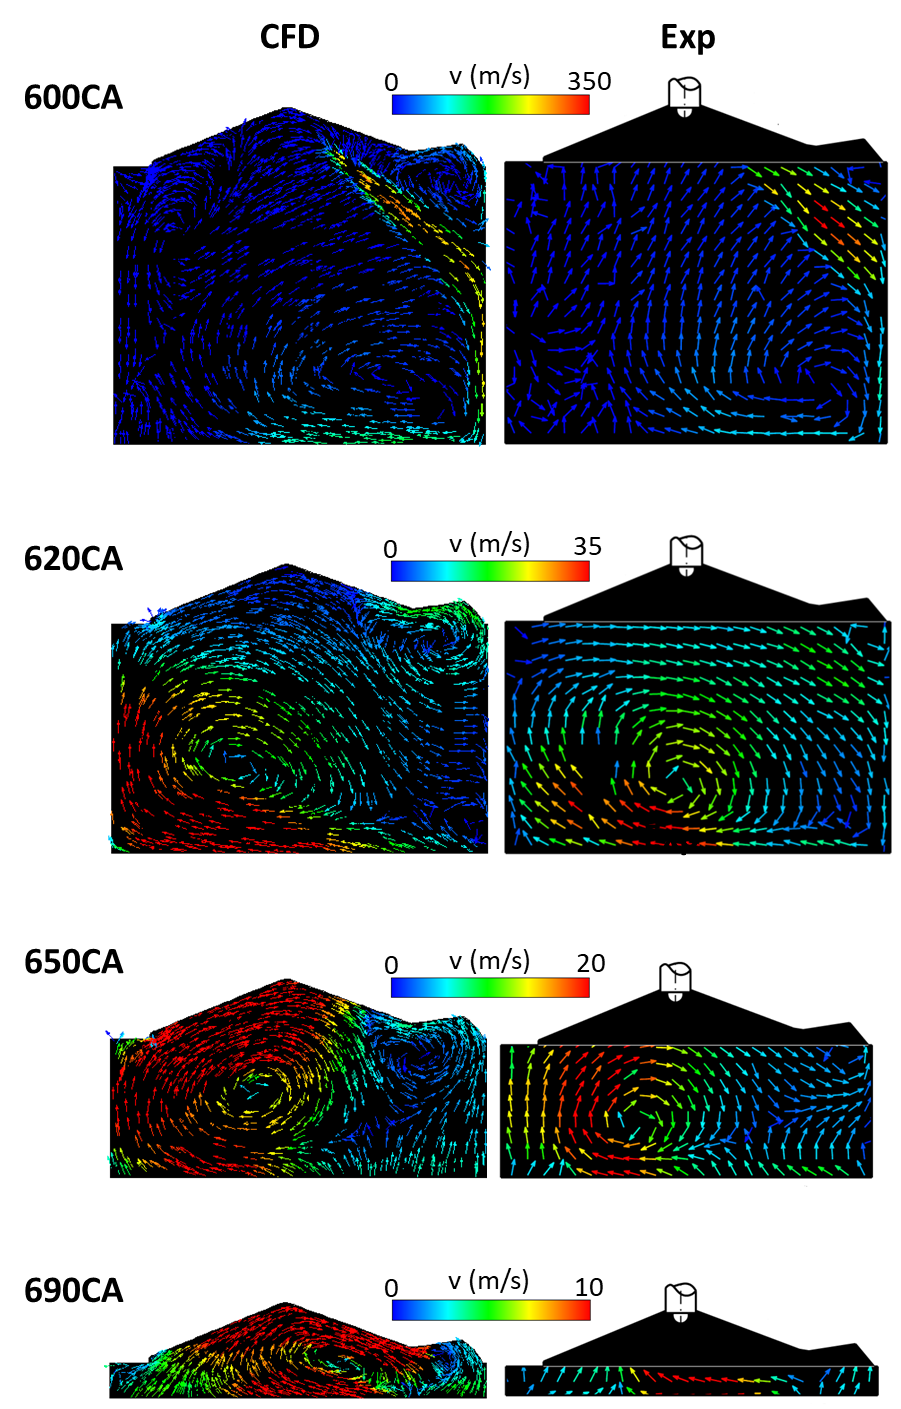 CFD Exp
600CA 0 v (m/s) 350
620CA 0 v (m/s) 35
650CA 0 v (m/s) 20
690CA 0 v (m/s) 10